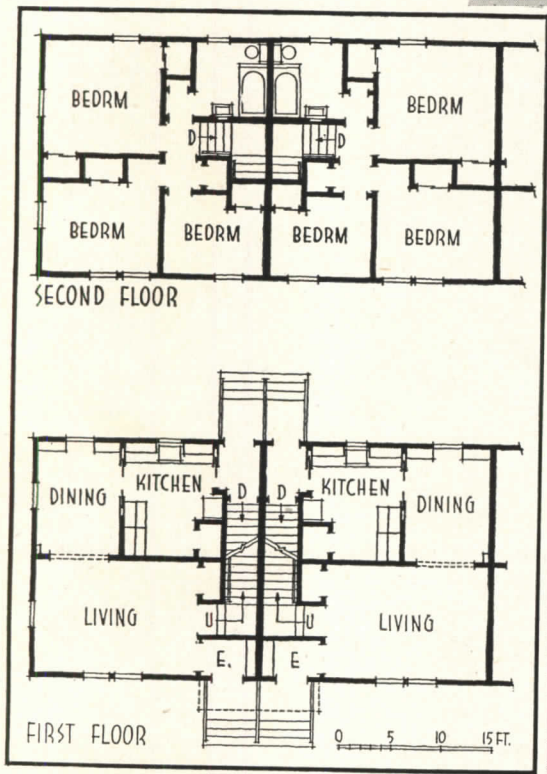 BEDRM BEDRM
D D
BEDRM BEDRM BEDRM BEDRM
SECOND FLOOR
DINING KITCHEN D D KITCHEN DINING
LIVING U U LIVING
E. E
FIRST FLOOR 0 5 10 15 FT.